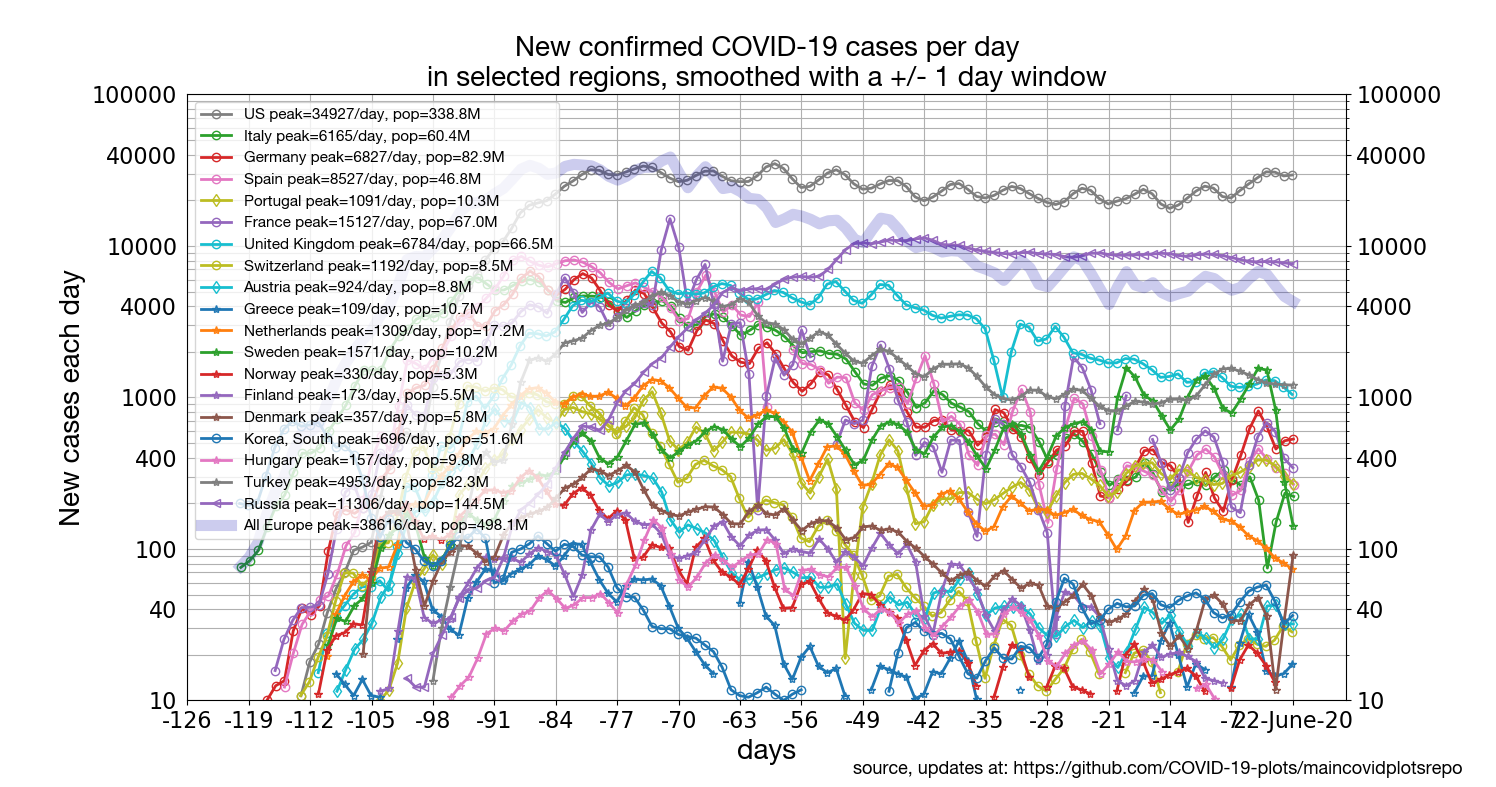 New confirmed COVID-19 cases per day
in selected regions, smoothed with a +/- 1 day window
100000
40000
10000
4000
1000
400
100
40
10
New cases each day
US peak=34927/day, pop=338.8M
Italy peak=6165/day, pop=60.4M
Germany peak=6827/day, pop=82.9M
Spain peak=8527/day, pop=46.8M
Portugal peak=1091/day, pop=10.3M
France peak=15127/day, pop=67.0M
United Kingdom peak=6784/day, pop=66.5M
Switzerland peak=1192/day, pop=8.5M
Austria peak=924/day, pop=8.8M
Greece peak=109/day, pop=10.7M
Netherlands peak=1309/day, pop=17.2M
Sweden peak=1571/day, pop=10.2M
Norway peak=330/day, pop=5.3M
Finland peak=173/day, pop=5.5M
Denmark peak=357/day, pop=5.8M
Korea, South peak=696/day, pop=51.6M
Hungary peak=157/day, pop=9.8M
Turkey peak=4953/day, pop=82.3M
Russia peak=11306/day, pop=144.5M
All Europe peak=38616/day, pop=498.1M
100000
40000
10000
4000
1000
400
100
40
10
-126 -119 -112 -105 -98 -91 -84 -77 -70 -63 -56 -49 -42 -35 -28 -21 -14 -7 22-June-20
days
source, updates at: https://github.com/COVID-19-plots/maincovidplotsrepo